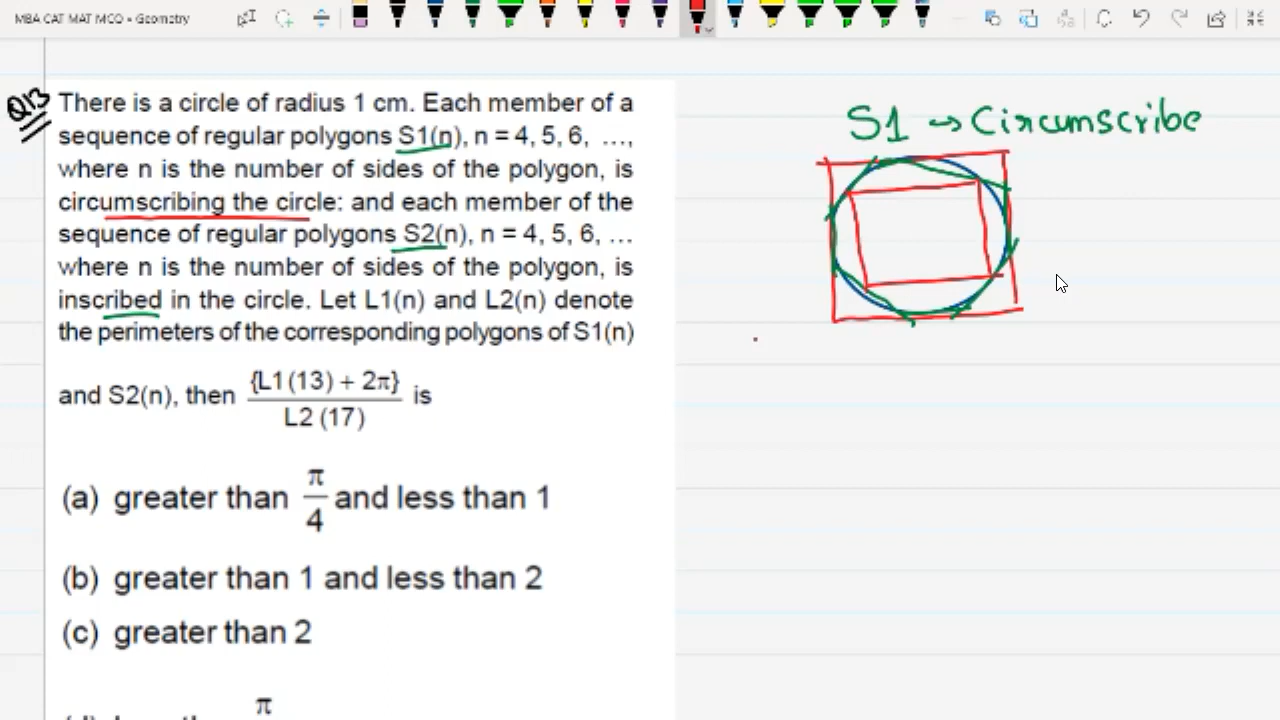 MBA CAT MAT MCQ » Geometry
Q13
There is a circle of radius 1 cm. Each member of a
sequence of regular polygons S1(n), n = 4, 5, 6, …,
where n is the number of sides of the polygon, is
circumscribing the circle: and each member of the
sequence of regular polygons S2(n), n = 4, 5, 6, …
where n is the number of sides of the polygon, is
inscribed in the circle. Let L1(n) and L2(n) denote
the perimeters of the corresponding polygons of S1(n)
and S2(n), then {L1(13) + 2π} / L2 (17) is
(a) greater than π/4 and less than 1
(b) greater than 1 and less than 2
(c) greater than 2
π
S1 → Circumscribe